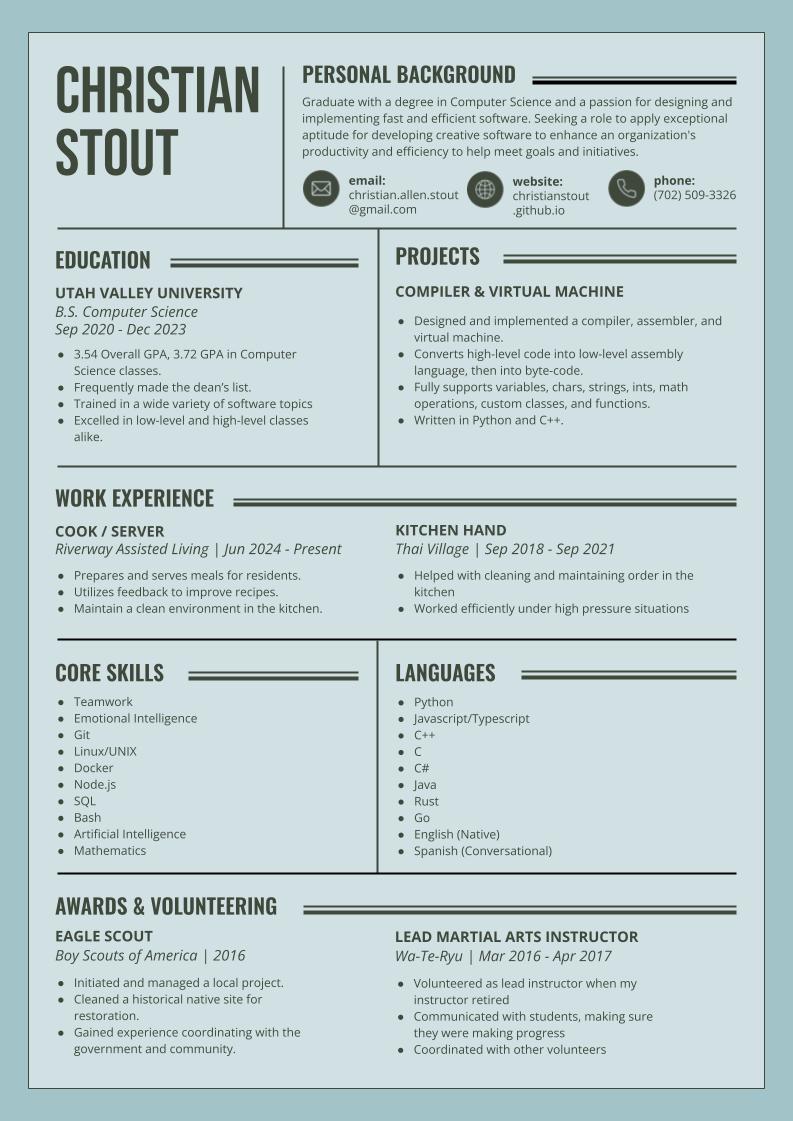 CHRISTIAN
STOUT
PERSONAL BACKGROUND
Graduate with a degree in Computer Science and a passion for designing and
implementing fast and efficient software. Seeking a role to apply exceptional
aptitude for developing creative software to enhance an organization's
productivity and efficiency to help meet goals and initiatives.
email:
christian.allen.stout
@gmail.com
website:
christianstout
.github.io
phone:
(702) 509-3326
EDUCATION
UTAH VALLEY UNIVERSITY
B.S. Computer Science
Sep 2020 - Dec 2023
● 3.54 Overall GPA, 3.72 GPA in Computer
Science classes.
● Frequently made the dean’s list.
● Trained in a wide variety of software topics
● Excelled in low-level and high-level classes
alike.
PROJECTS
COMPILER & VIRTUAL MACHINE
● Designed and implemented a compiler, assembler, and
virtual machine.
● Converts high-level code into low-level assembly
language, then into byte-code.
● Fully supports variables, chars, strings, ints, math
operations, custom classes, and functions.
● Written in Python and C++.
WORK EXPERIENCE
COOK / SERVER
Riverway Assisted Living | Jun 2024 - Present
● Prepares and serves meals for residents.
● Utilizes feedback to improve recipes.
● Maintain a clean environment in the kitchen.
KITCHEN HAND
Thai Village | Sep 2018 - Sep 2021
● Helped with cleaning and maintaining order in the
kitchen
● Worked efficiently under high pressure situations
CORE SKILLS
● Teamwork
● Emotional Intelligence
● Git
● Linux/UNIX
● Docker
● Node.js
● SQL
● Bash
● Artificial Intelligence
● Mathematics
LANGUAGES
● Python
● Javascript/Typescript
● C++
● C
● C#
● Java
● Rust
● Go
● English (Native)
● Spanish (Conversational)
AWARDS & VOLUNTEERING
EAGLE SCOUT
Boy Scouts of America | 2016
● Initiated and managed a local project.
● Cleaned a historical native site for
restoration.
● Gained experience coordinating with the
government and community.
LEAD MARTIAL ARTS INSTRUCTOR
Wa-Te-Ryu | Mar 2016 - Apr 2017
● Volunteered as lead instructor when my
instructor retired
● Communicated with students, making sure
they were making progress
● Coordinated with other volunteers